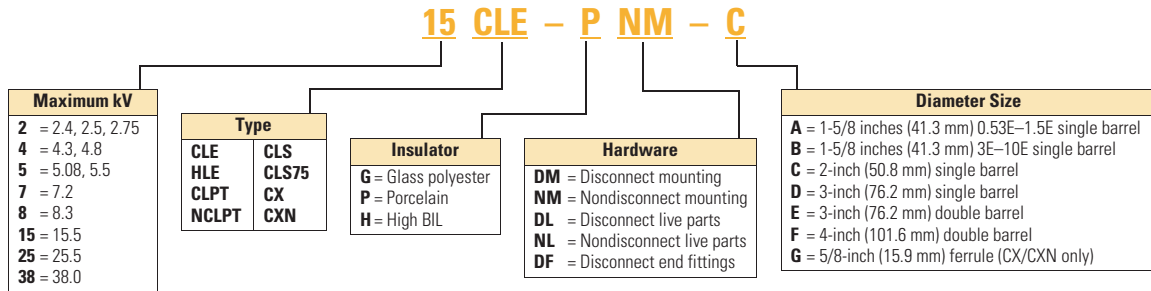 15 CLE – P NM – C
Maximum kV
2 = 2.4, 2.5, 2.75
4 = 4.3, 4.8
5 = 5.08, 5.5
7 = 7.2
8 = 8.3
15 = 15.5
25 = 25.5
38 = 38.0
Type
CLE CLS
HLE CLS75
CLPT CX
NCLPT CXN
Insulator
G = Glass polyester
P = Porcelain
H = High BIL
Hardware
DM = Disconnect mounting
NM = Nondisconnect mounting
DL = Disconnect live parts
NL = Nondisconnect live parts
DF = Disconnect end fittings
Diameter Size
A = 1-5/8 inches (41.3 mm) 0.53E–1.5E single barrel
B = 1-5/8 inches (41.3 mm) 3E–10E single barrel
C = 2-inch (50.8 mm) single barrel
D = 3-inch (76.2 mm) single barrel
E = 3-inch (76.2 mm) double barrel
F = 4-inch (101.6 mm) double barrel
G = 5/8-inch (15.9 mm) ferrule (CX/CXN only)